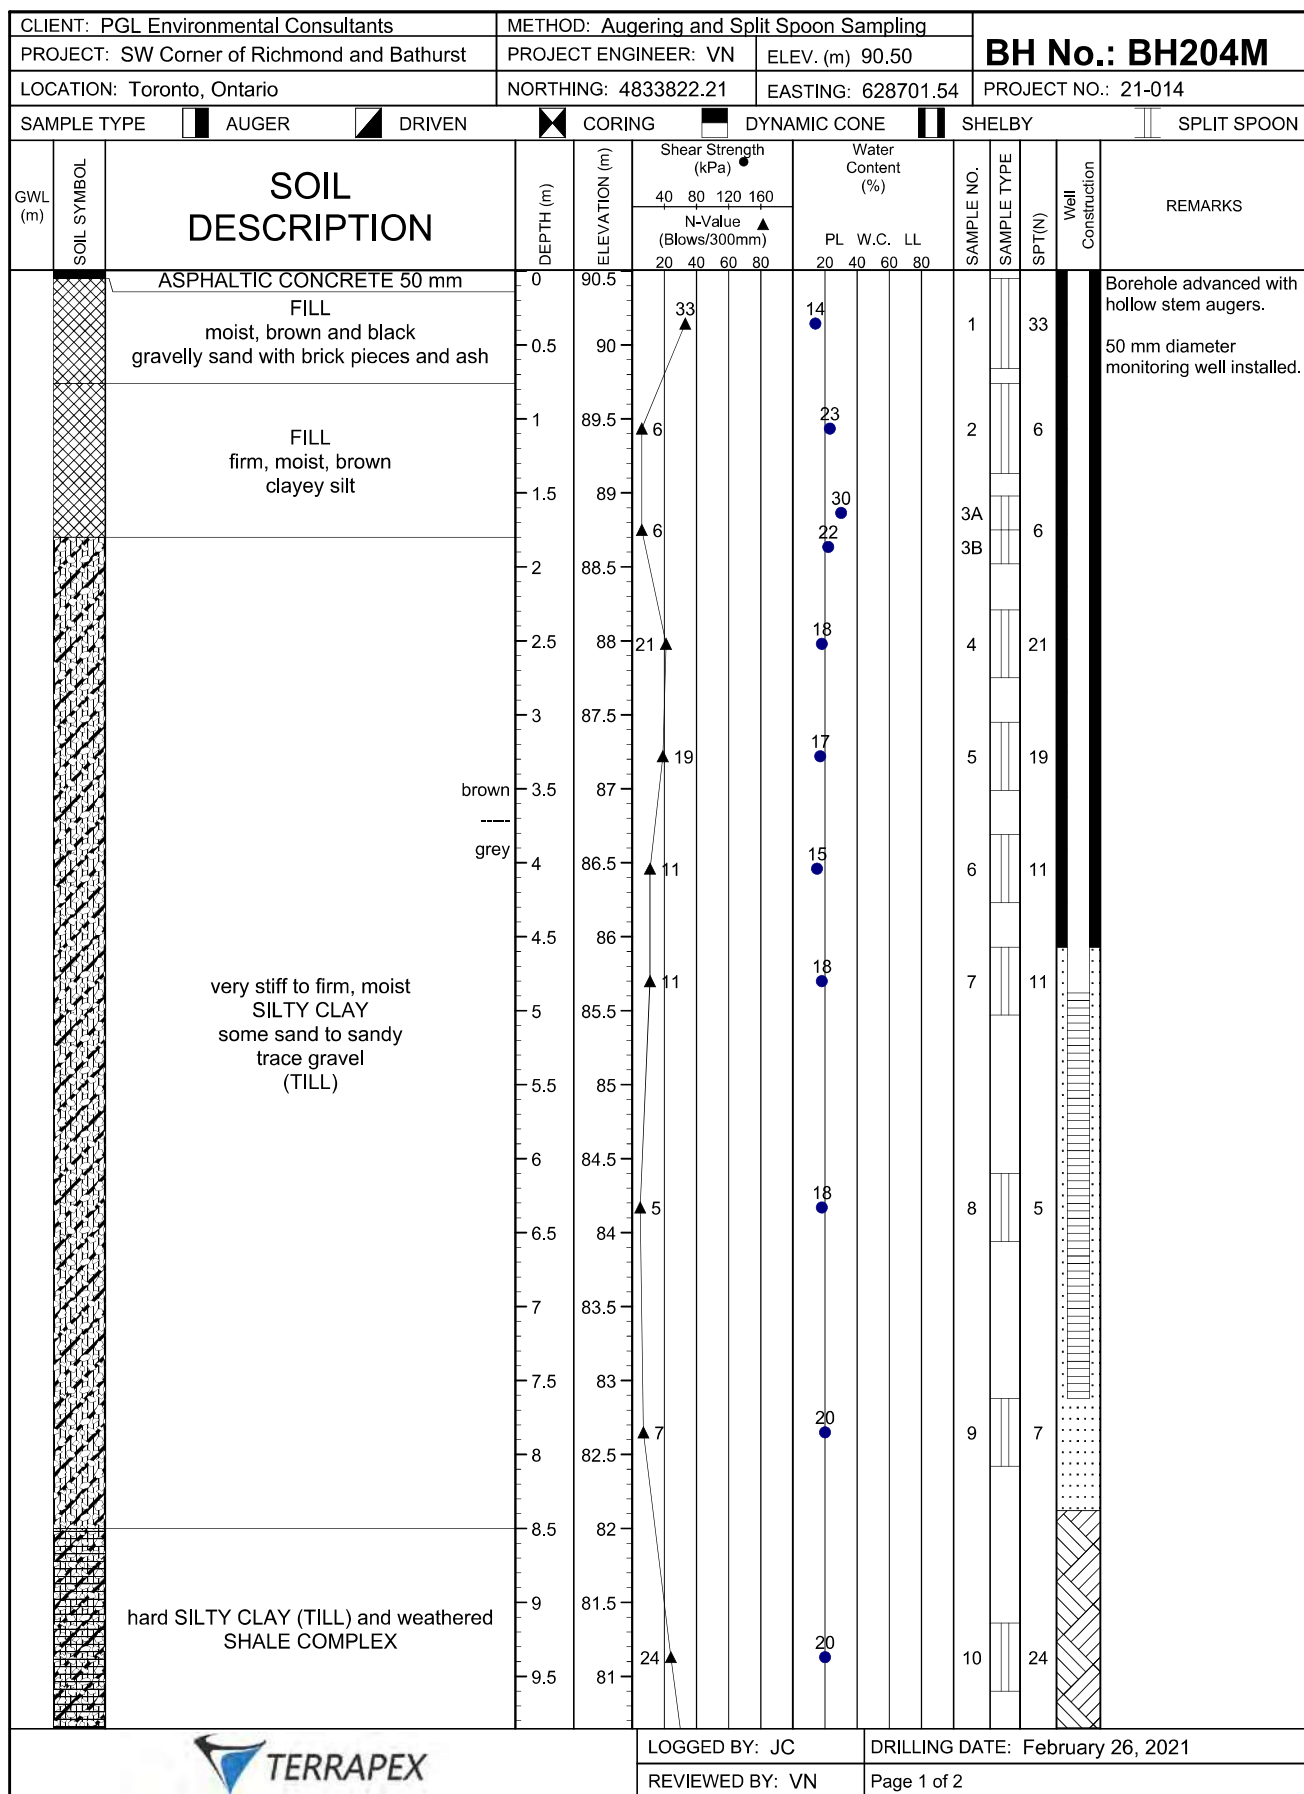 CLIENT: PGL Environmental Consultants
METHOD: Augering and Split Spoon Sampling
BH No.: BH204M
PROJECT: SW Corner of Richmond and Bathurst
PROJECT ENGINEER: VN
ELEV. (m) 90.50
LOCATION: Toronto, Ontario
NORTHING: 4833822.21
EASTING: 628701.54
PROJECT NO.: 21-014
SAMPLE TYPE
AUGER
DRIVEN
CORING
DYNAMIC CONE
SHELBY
SPLIT SPOON
GWL
(m)
SOIL SYMBOL
SOIL
DESCRIPTION
DEPTH (m)
ELEVATION (m)
Shear Strength
(kPa)
40 80 120 160
N-Value
(Blows/300mm)
20 40 60 80
Water
Content
(%)
PL W.C. LL
20 40 60 80
SAMPLE NO.
SAMPLE TYPE
SPT(N)
Well
Construction
REMARKS
ASPHALTIC CONCRETE 50 mm
FILL
moist, brown and black
gravelly sand with brick pieces and ash
FILL
firm, moist, brown
clayey silt
brown
-----
grey
very stiff to firm, moist
SILTY CLAY
some sand to sandy
trace gravel
(TILL)
hard SILTY CLAY (TILL) and weathered
SHALE COMPLEX
0
0.5
1
1.5
2
2.5
3
3.5
4
4.5
5
5.5
6
6.5
7
7.5
8
8.5
9
9.5
90.5
90
89.5
89
88.5
88
87.5
87
86.5
86
85.5
85
84.5
84
83.5
83
82.5
82
81.5
81
33
6
6
21
19
11
11
5
7
24
14
23
30
22
18
17
15
18
18
20
20
1
2
3A
3B
4
5
6
7
8
9
10
33
6
6
21
19
11
11
5
7
24
Borehole advanced with
hollow stem augers.
50 mm diameter
monitoring well installed.
TERRAPEX
LOGGED BY: JC
DRILLING DATE: February 26, 2021
REVIEWED BY: VN
Page 1 of 2